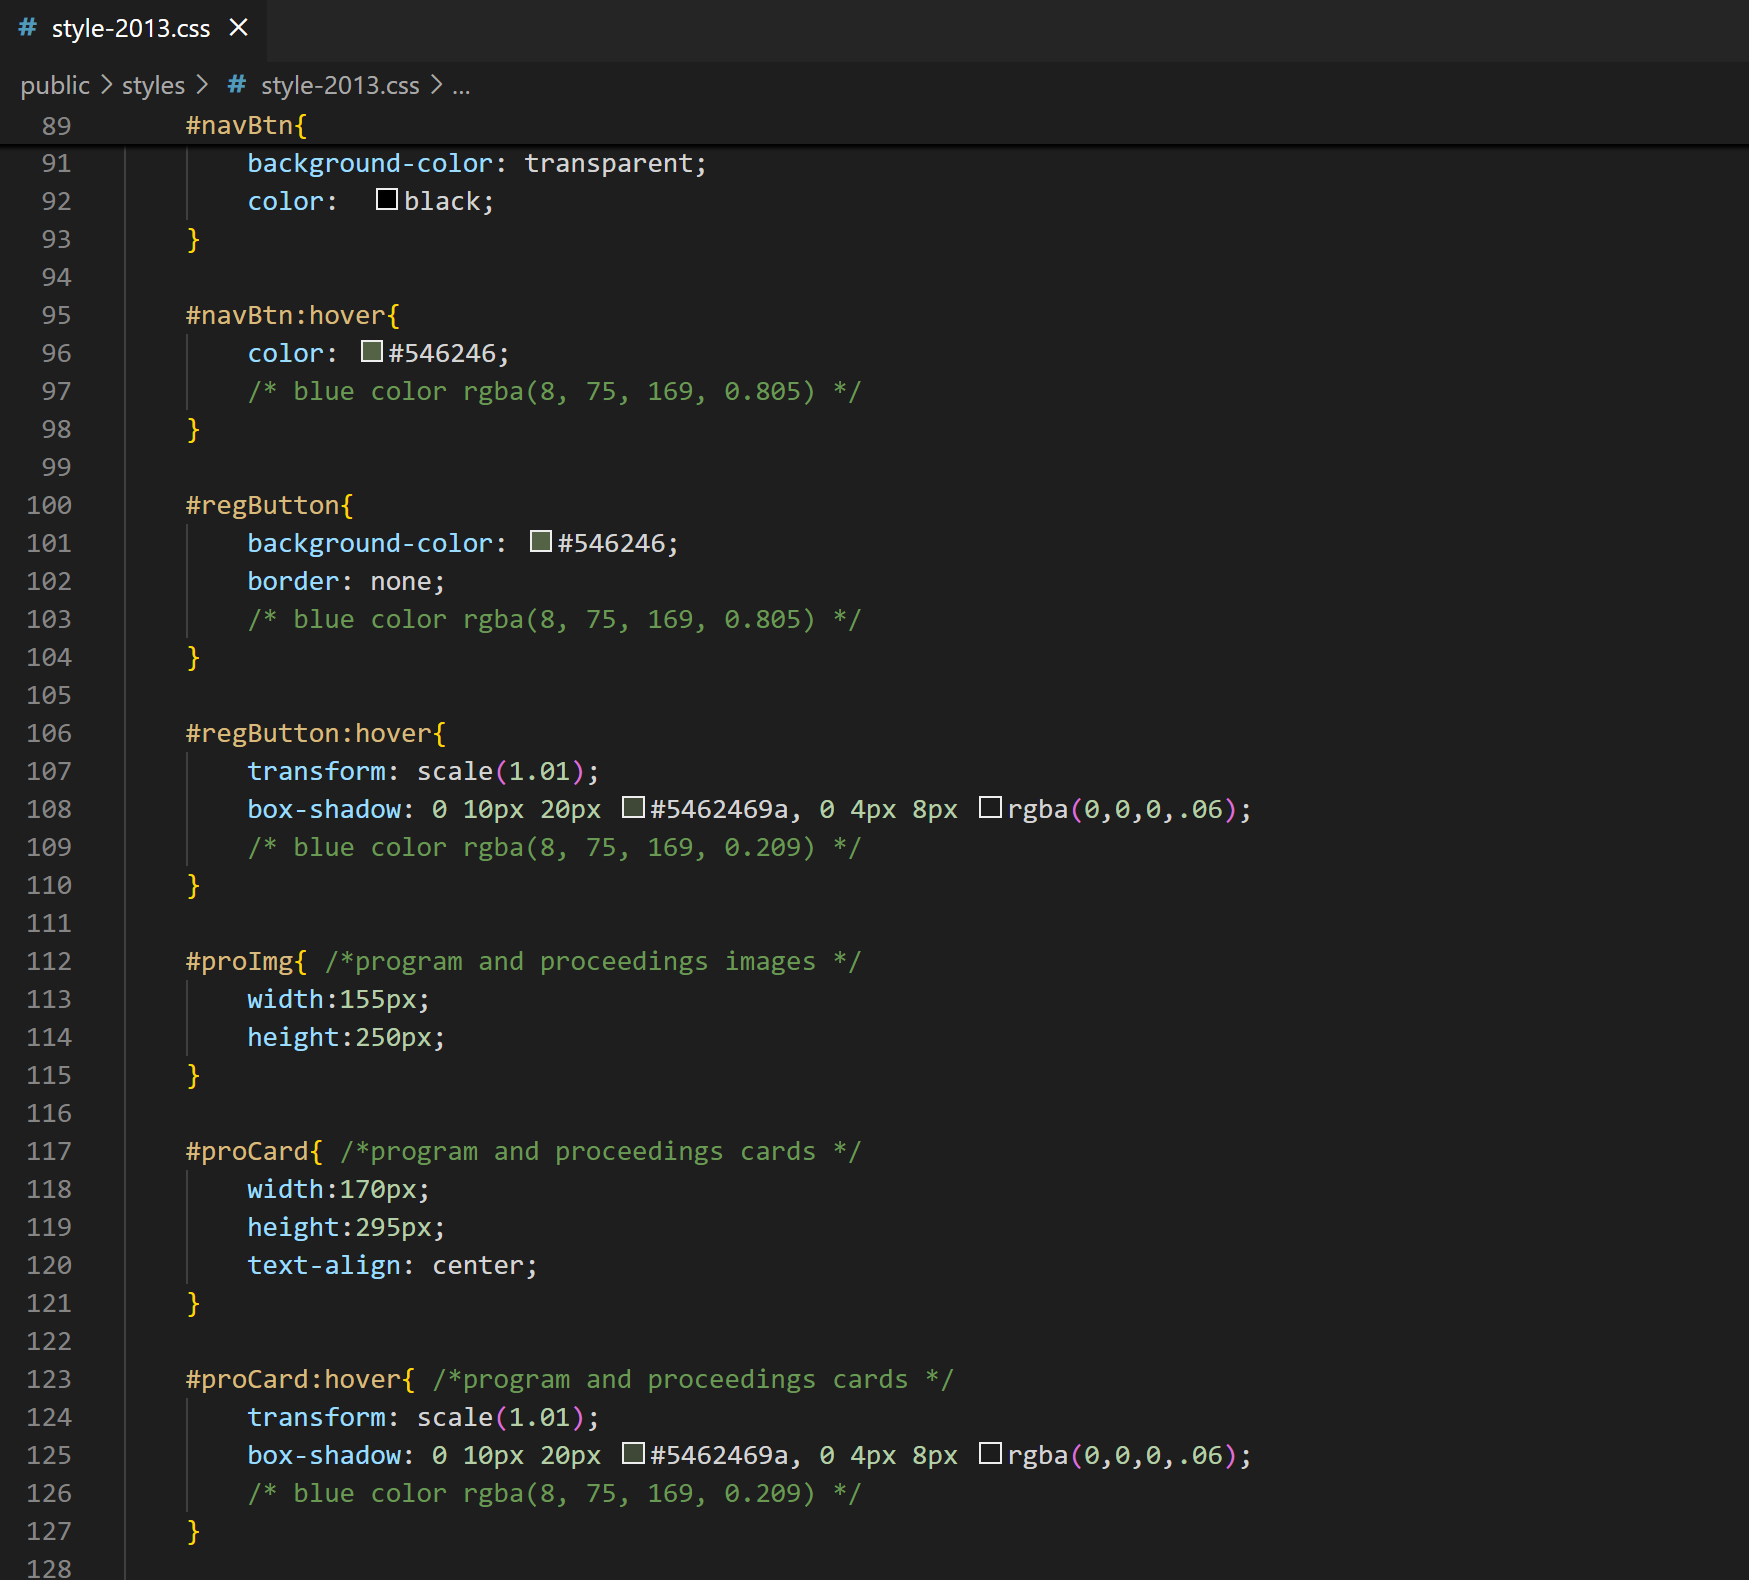 # style-2013.css ×
public > styles > # style-2013.css > ...
89 #navBtn{
91 background-color: transparent;
92 color: black;
93 }
94
95 #navBtn:hover{
96 color: #546246;
97 /* blue color rgba(8, 75, 169, 0.805) */
98 }
99
100 #regButton{
101 background-color: #546246;
102 border: none;
103 /* blue color rgba(8, 75, 169, 0.805) */
104 }
105
106 #regButton:hover{
107 transform: scale(1.01);
108 box-shadow: 0 10px 20px #5462469a, 0 4px 8px rgba(0,0,0,.06);
109 /* blue color rgba(8, 75, 169, 0.209) */
110 }
111
112 #proImg{ /*program and proceedings images */
113 width:155px;
114 height:250px;
115 }
116
117 #proCard{ /*program and proceedings cards */
118 width:170px;
119 height:295px;
120 text-align: center;
121 }
122
123 #proCard:hover{ /*program and proceedings cards */
124 transform: scale(1.01);
125 box-shadow: 0 10px 20px #5462469a, 0 4px 8px rgba(0,0,0,.06);
126 /* blue color rgba(8, 75, 169, 0.209) */
127 }
128